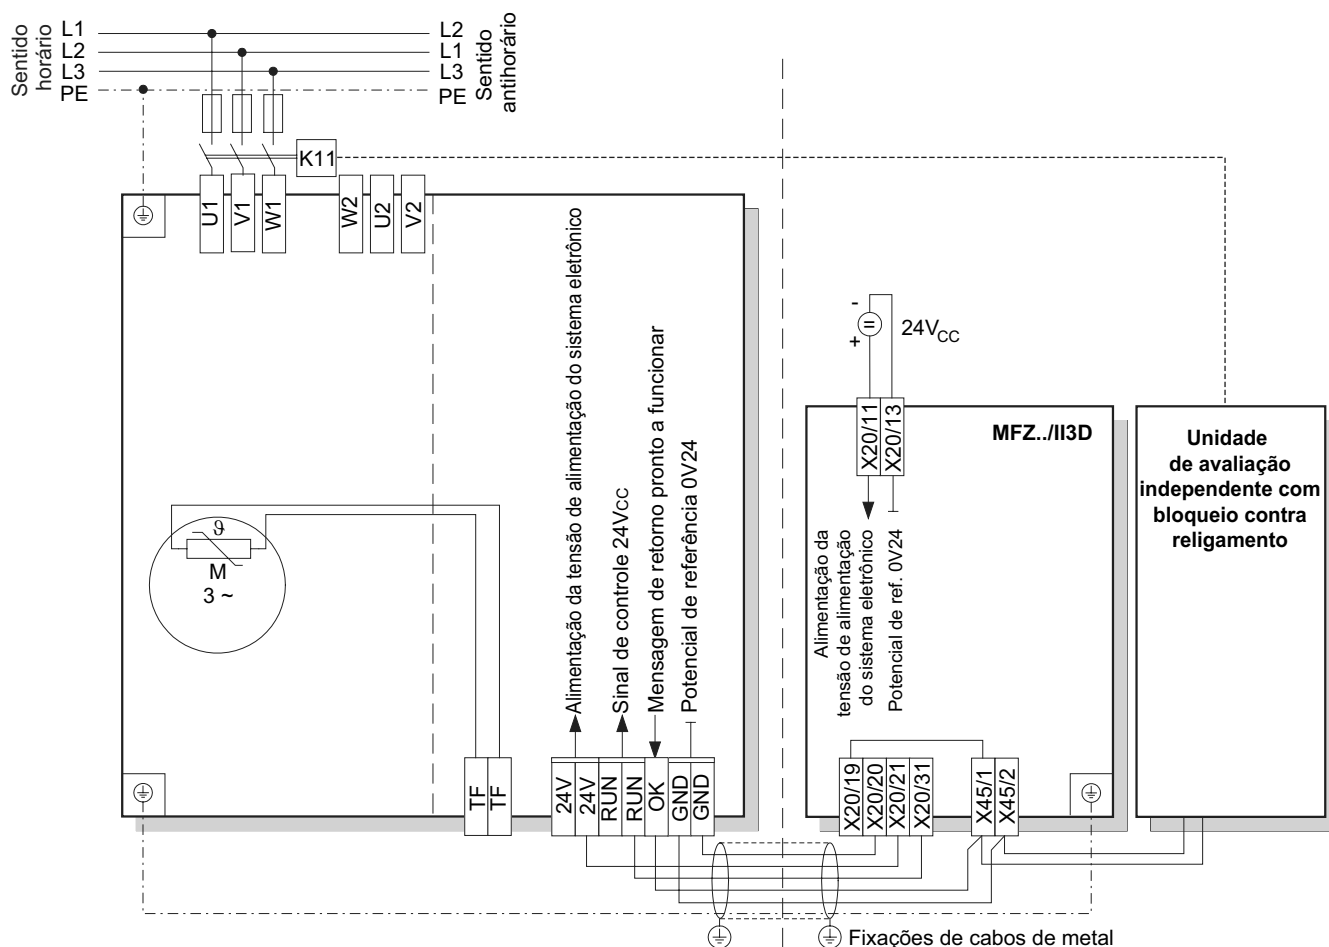 Sentido
horário
L1
L2
L3
PE
L2
L1
L3
PE
Sentido
antihorário
K11
U1
V1
W1
W2
U2
V2
ϑ
M
3 ~
Alimentação da tensão de alimentação do sistema eletrônico
Sinal de controle 24Vcc
Mensagem de retorno pronto a funcionar
Potencial de referência 0V24
TF
TF
24V
24V
RUN
RUN
OK
GND
GND
-
+
=
24VCC
X20/11
X20/13
MFZ../II3D
Alimentação da
tensão de alimentação
do sistema eletrônico
Potencial de ref. 0V24
X20/19
X20/20
X20/21
X20/31
X45/1
X45/2
Unidade
de avaliação
independente com
bloqueio contra
religamento
Fixações de cabos de metal